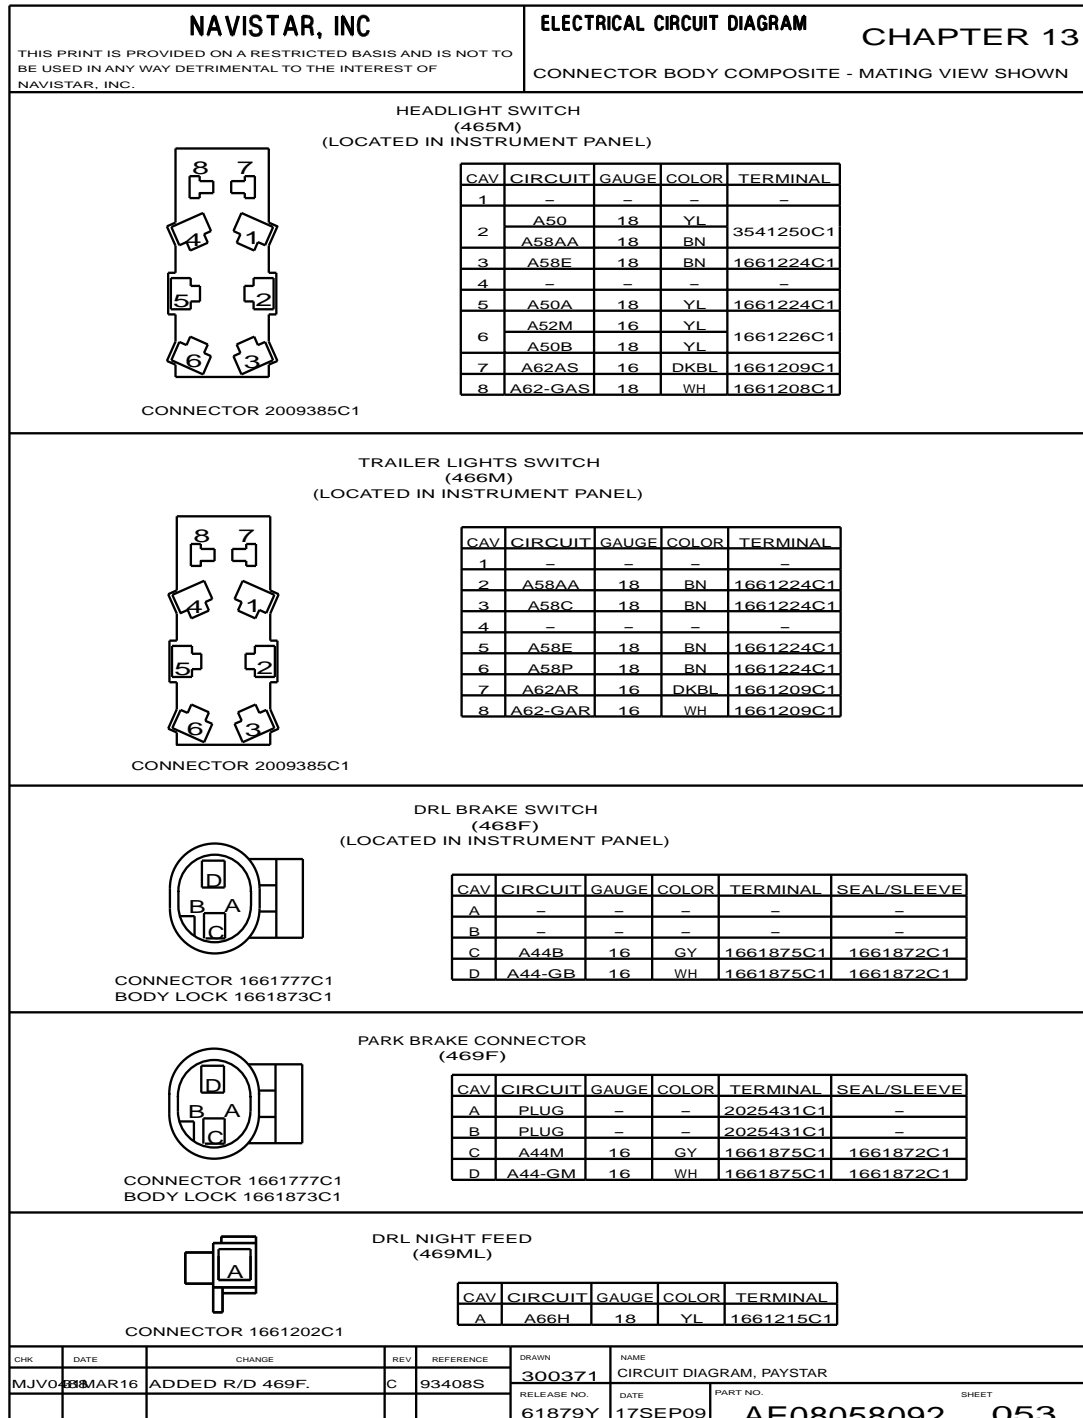 NAVISTAR, INC
THIS PRINT IS PROVIDED ON A RESTRICTED BASIS AND IS NOT TO
BE USED IN ANY WAY DETRIMENTAL TO THE INTEREST OF
NAVISTAR, INC.
ELECTRICAL CIRCUIT DIAGRAM
CHAPTER 13
CONNECTOR BODY COMPOSITE - MATING VIEW SHOWN
HEADLIGHT SWITCH
(465M)
(LOCATED IN INSTRUMENT PANEL)
8 7
4 1
5 2
6 3
CONNECTOR 2009385C1
CAV CIRCUIT GAUGE COLOR TERMINAL
1 – – – –
2 A50 18 YL 3541250C1
A58AA 18 BN
3 A58E 18 BN 1661224C1
4 – – – –
5 A50A 18 YL 1661224C1
6 A52M 16 YL 1661226C1
A50B 18 YL
7 A62AS 16 DKBL 1661209C1
8 A62-GAS 18 WH 1661208C1
TRAILER LIGHTS SWITCH
(466M)
(LOCATED IN INSTRUMENT PANEL)
8 7
4 1
5 2
6 3
CONNECTOR 2009385C1
CAV CIRCUIT GAUGE COLOR TERMINAL
1 – – – –
2 A58AA 18 BN 1661224C1
3 A58C 18 BN 1661224C1
4 – – – –
5 A58E 18 BN 1661224C1
6 A58P 18 BN 1661224C1
7 A62AR 16 DKBL 1661209C1
8 A62-GAR 16 WH 1661209C1
DRL BRAKE SWITCH
(468F)
(LOCATED IN INSTRUMENT PANEL)
D
B A
C
CONNECTOR 1661777C1
BODY LOCK 1661873C1
CAV CIRCUIT GAUGE COLOR TERMINAL SEAL/SLEEVE
A – – – – –
B – – – – –
C A44B 16 GY 1661875C1 1661872C1
D A44-GB 16 WH 1661875C1 1661872C1
PARK BRAKE CONNECTOR
(469F)
D
B A
C
CONNECTOR 1661777C1
BODY LOCK 1661873C1
CAV CIRCUIT GAUGE COLOR TERMINAL SEAL/SLEEVE
A PLUG – – 2025431C1 –
B PLUG – – 2025431C1 –
C A44M 16 GY 1661875C1 1661872C1
D A44-GM 16 WH 1661875C1 1661872C1
DRL NIGHT FEED
(469ML)
A
CONNECTOR 1661202C1
CAV CIRCUIT GAUGE COLOR TERMINAL
A A66H 18 YL 1661215C1
CHK DATE CHANGE REV REFERENCE DRAWN NAME
ADDED R/D 469F. C 93408S 300371 CIRCUIT DIAGRAM, PAYSTAR
RELEASE NO. DATE PART NO. SHEET
61879Y 17SEP09 AE08058092 053